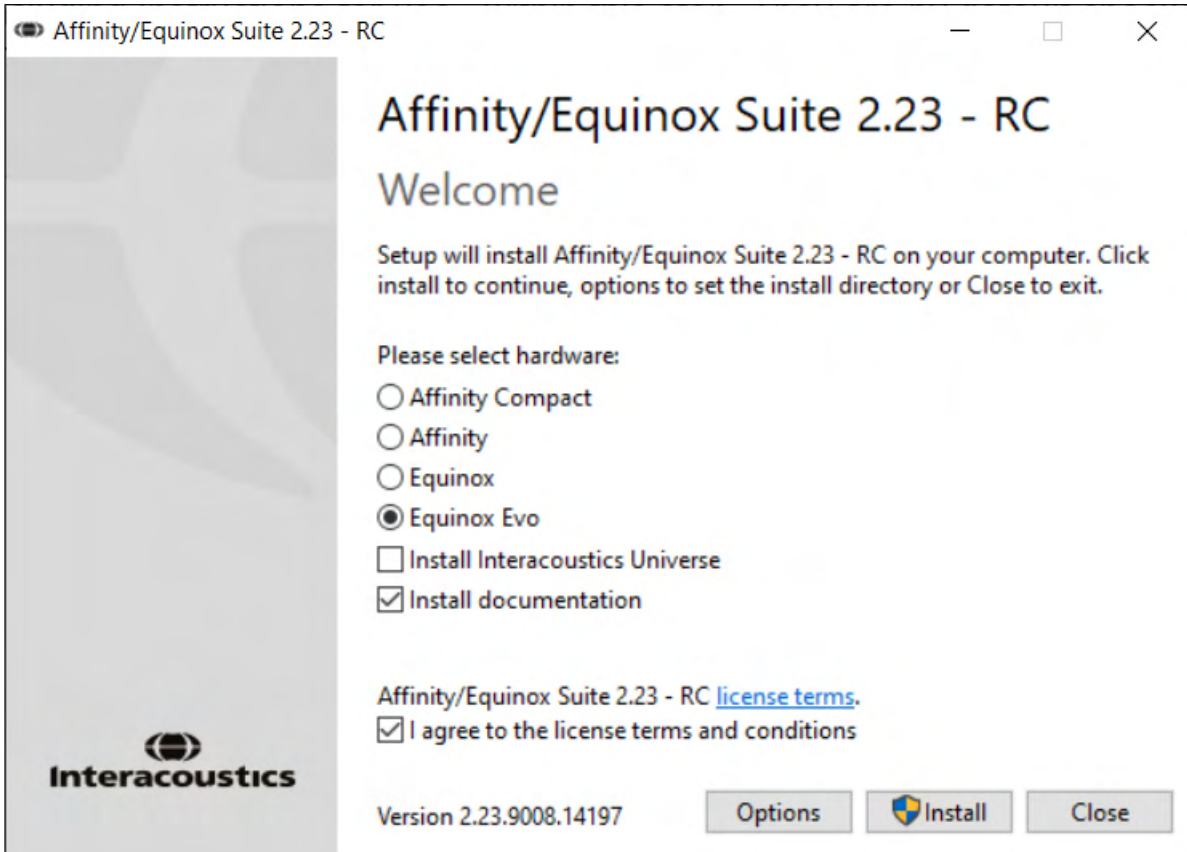 Affinity/Equinox Suite 2.23 - RC
Affinity/Equinox Suite 2.23 - RC
Welcome
Setup will install Affinity/Equinox Suite 2.23 - RC on your computer. Click
install to continue, options to set the install directory or Close to exit.
Please select hardware:
Affinity Compact
Affinity
Equinox
Equinox Evo
Install Interacoustics Universe
Install documentation
Affinity/Equinox Suite 2.23 - RC license terms.
I agree to the license terms and conditions
Interacoustics
Version 2.23.9008.14197
Options
Install
Close